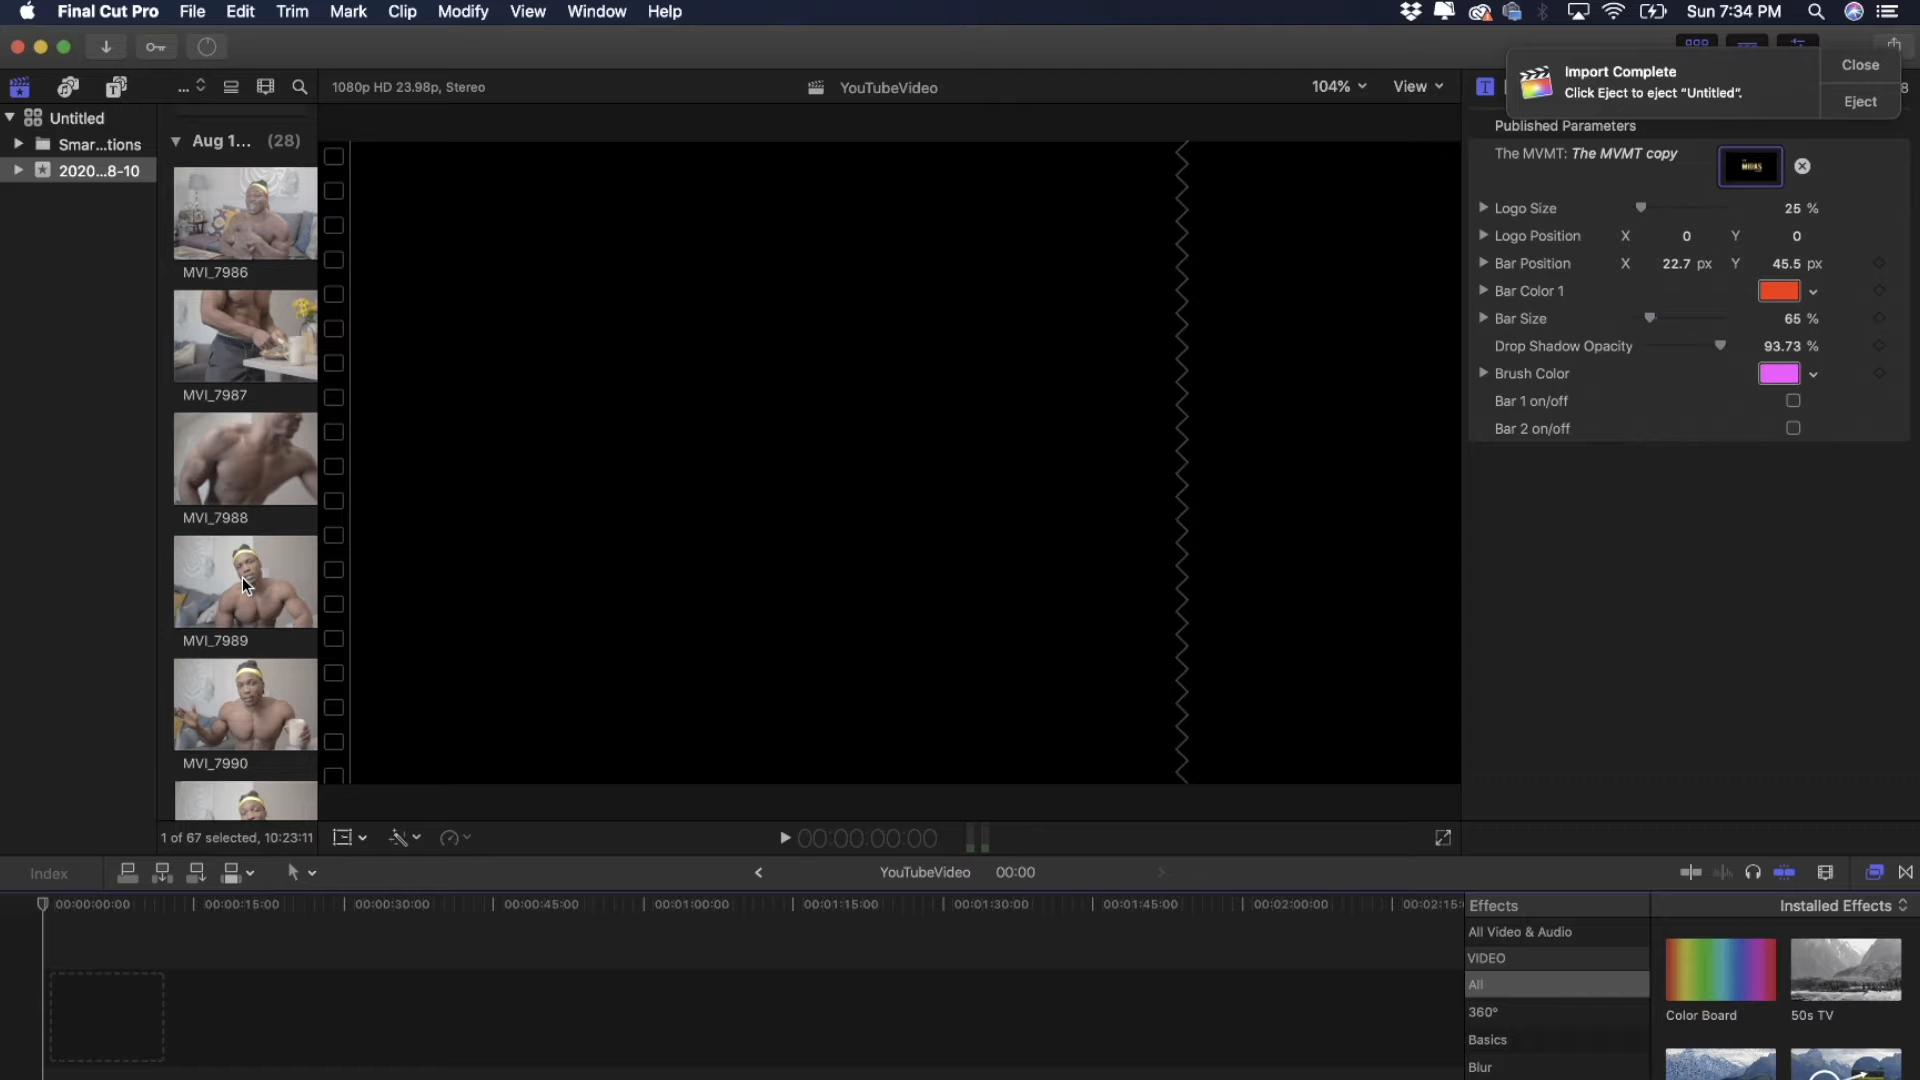 Final Cut Pro File Edit Trim Mark Clip Modify View Window Help Sun 7:34 PM
Import Complete
Click Eject to eject “Untitled”.
Close
Eject
... 1080p HD 23.98p, Stereo YouTubeVideo 104% View
Untitled
Smar...tions
2020...8-10
Aug 1... (28)
MVI_7986
MVI_7987
MVI_7988
MVI_7989
MVI_7990
1 of 67 selected, 10:23:11
00:00:00:00
Published Parameters
The MVMT: The MVMT copy
Logo Size 25 %
Logo Position X 0 Y 0
Bar Position X 22.7 px Y 45.5 px
Bar Color 1
Bar Size 65 %
Drop Shadow Opacity 93.73 %
Brush Color
Bar 1 on/off
Bar 2 on/off
Index YouTubeVideo 00:00
00:00:00:00 00:00:15:00 00:00:30:00 00:00:45:00 00:01:00:00 00:01:15:00 00:01:30:00 00:01:45:00 00:02:00:00 00:02:15:
Effects Installed Effects
All Video & Audio
VIDEO
All
360°
Basics
Blur
Color Board 50s TV